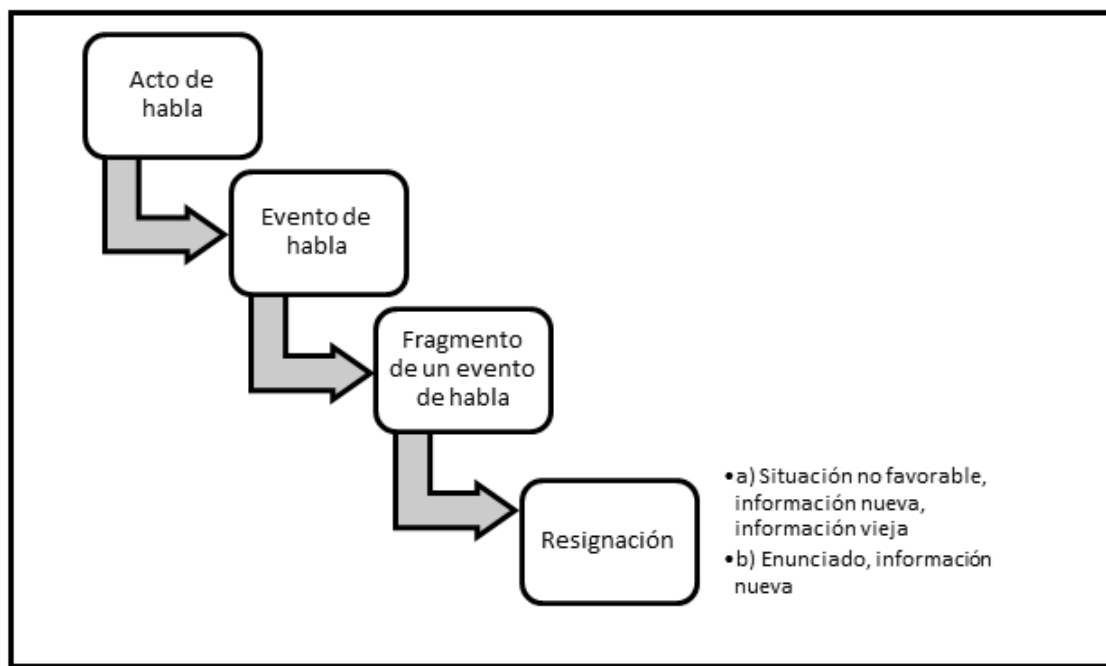 Acto de
habla
Evento de
habla
Fragmento
de un evento
de habla
Resignación
•a) Situación no favorable,
información nueva,
información vieja
•b) Enunciado, información
nueva